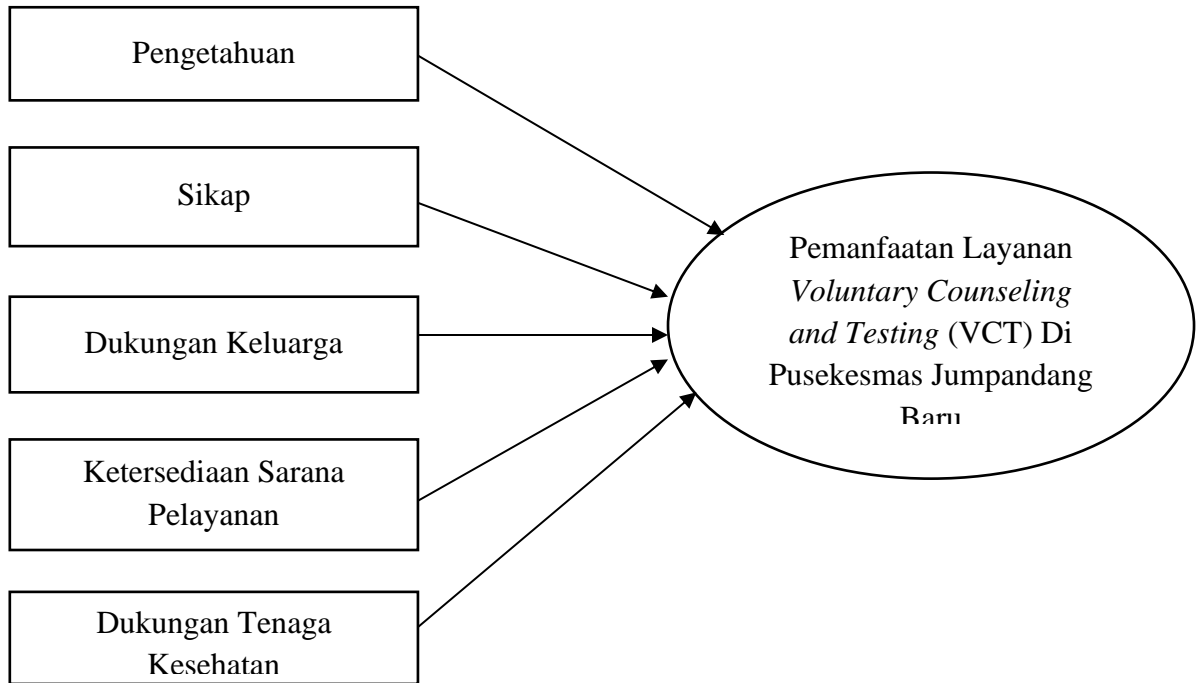 Pengetahuan
Sikap
Dukungan Keluarga
Ketersediaan Sarana
Pelayanan
Dukungan Tenaga
Kesehatan
Pemanfaatan Layanan
Voluntary Counseling
and Testing (VCT) Di
Pusekesmas Jumpandang
Baru